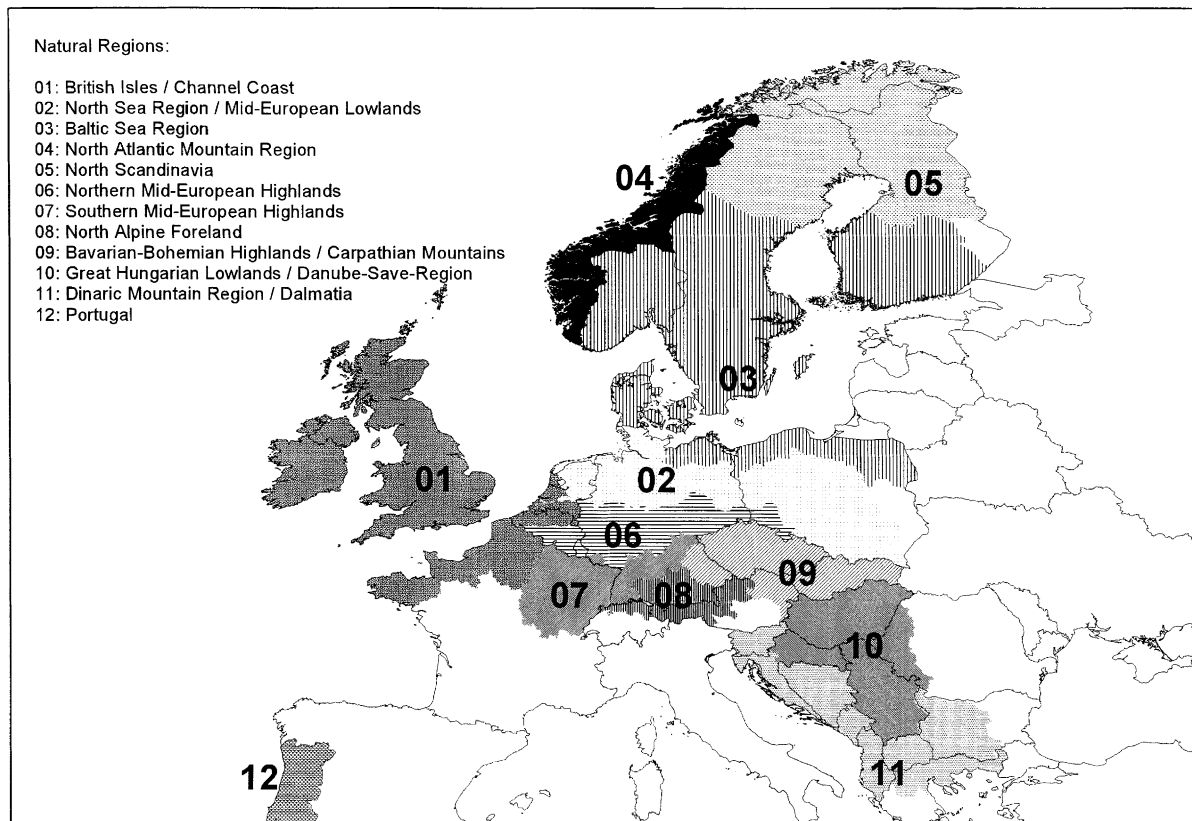 Natural Regions:
01: British Isles / Channel Coast
02: North Sea Region / Mid-European Lowlands
03: Baltic Sea Region
04: North Atlantic Mountain Region
05: North Scandinavia
06: Northern Mid-European Highlands
07: Southern Mid-European Highlands
08: North Alpine Foreland
09: Bavarian-Bohemian Highlands / Carpathian Mountains
10: Great Hungarian Lowlands / Danube-Save-Region
11: Dinaric Mountain Region / Dalmatia
12: Portugal
04
05
03
01
02
06
07
08
09
10
11
12